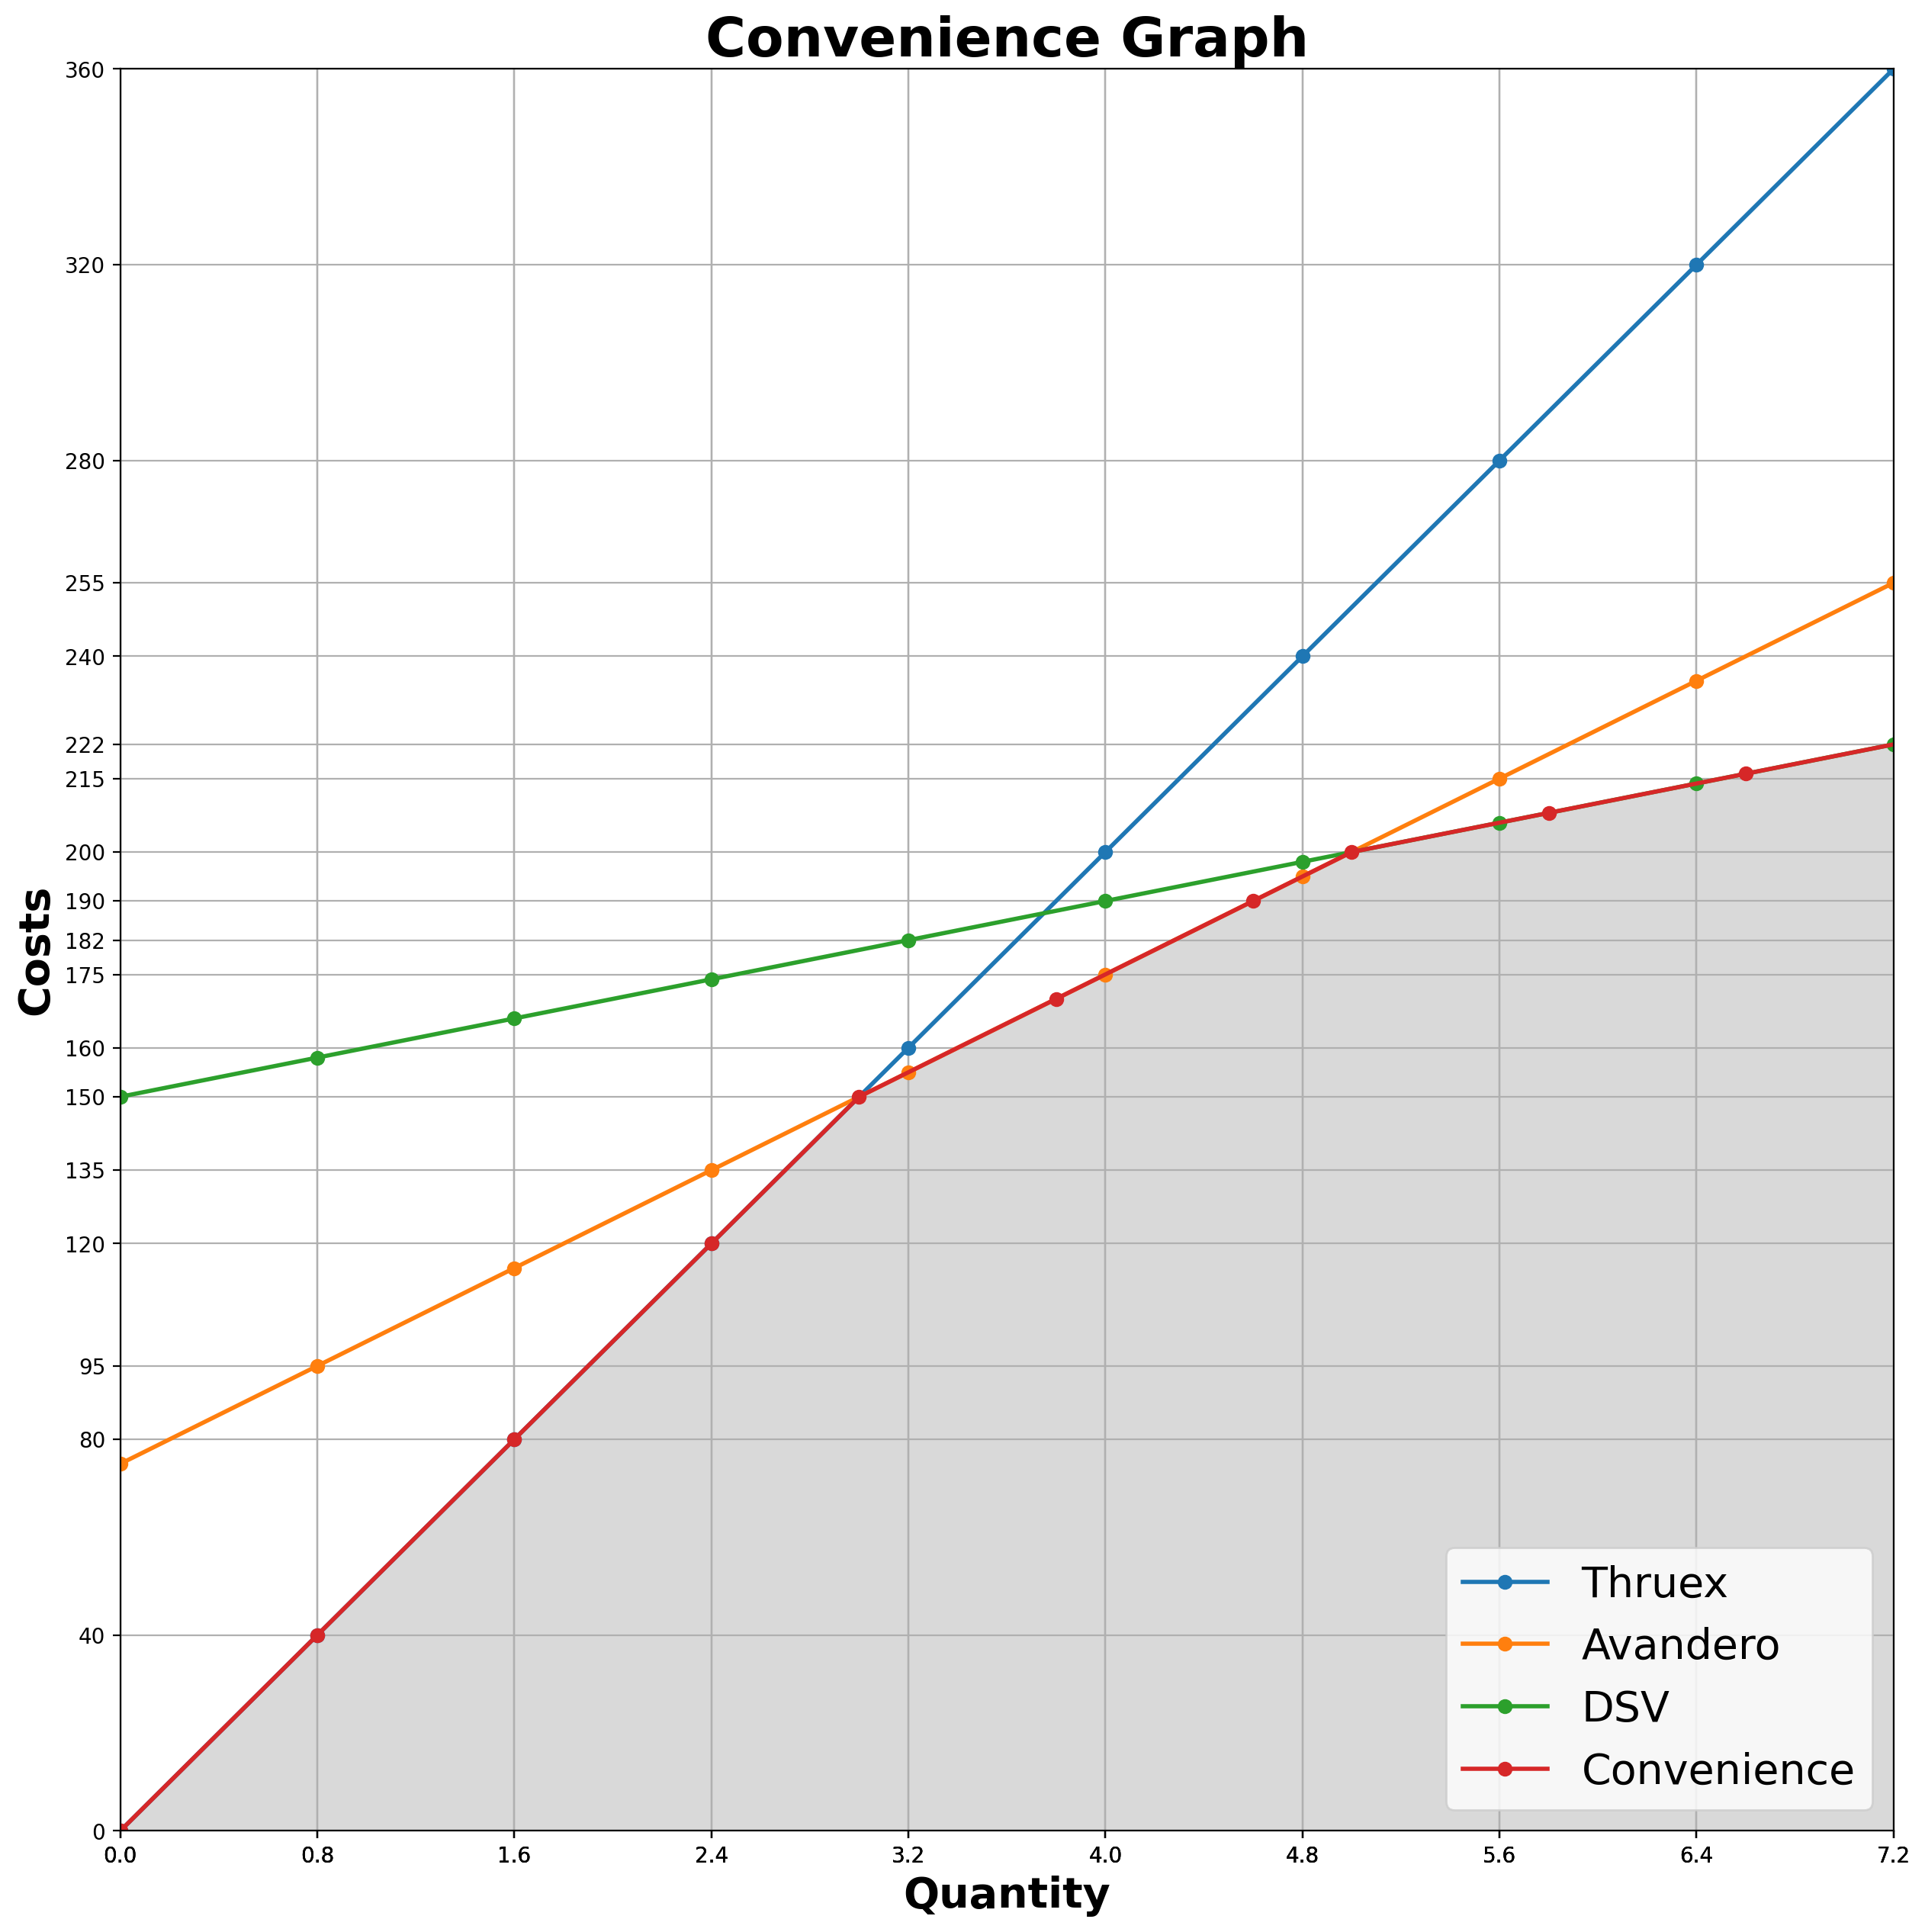 Convenience Graph
360
320
280
255
240
222
215
200
190
182
175
160
150
135
120
95
80
40
0
Costs
0.0 0.8 1.6 2.4 3.2 4.0 4.8 5.6 6.4 7.2
Quantity
Thruex
Avandero
DSV
Convenience